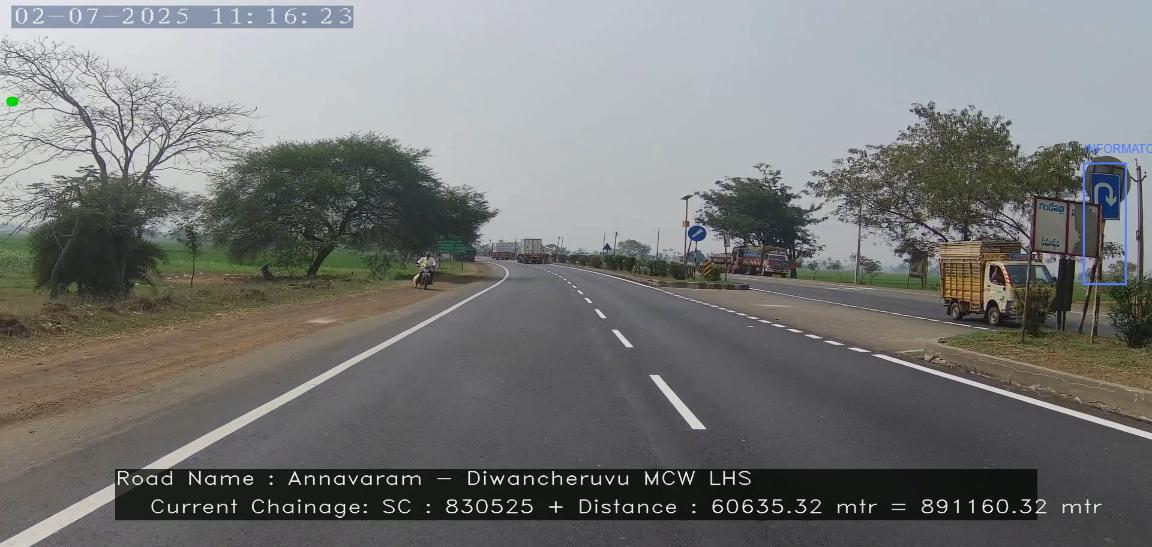 02-07-2025 11:16:23
INFORMATO
గండేపల్లి
Road Name : Annavaram - Diwancheruvu MCW LHS
Current Chainage: SC : 830525 + Distance : 60635.32 mtr = 891160.32 mtr